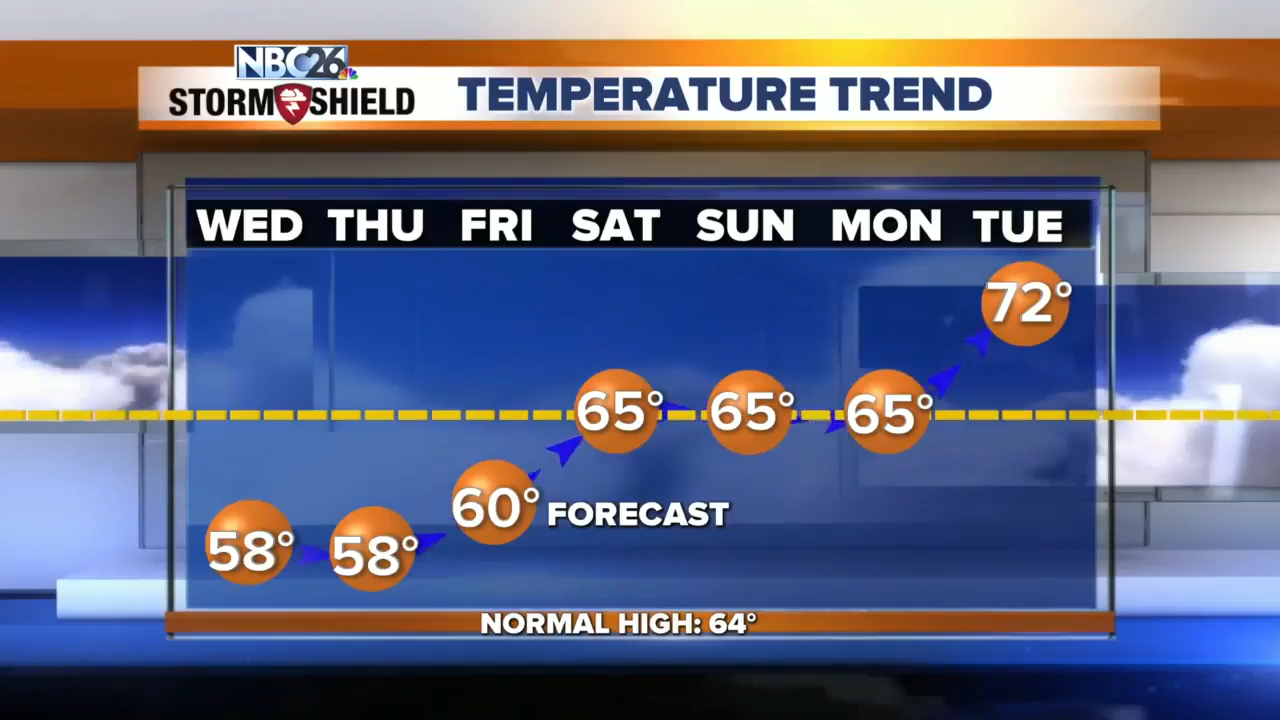 NBC26
STORM SHIELD
TEMPERATURE TREND
WED THU FRI SAT SUN MON TUE
72°
65° 65° 65°
60° FORECAST
58° 58°
NORMAL HIGH: 64°